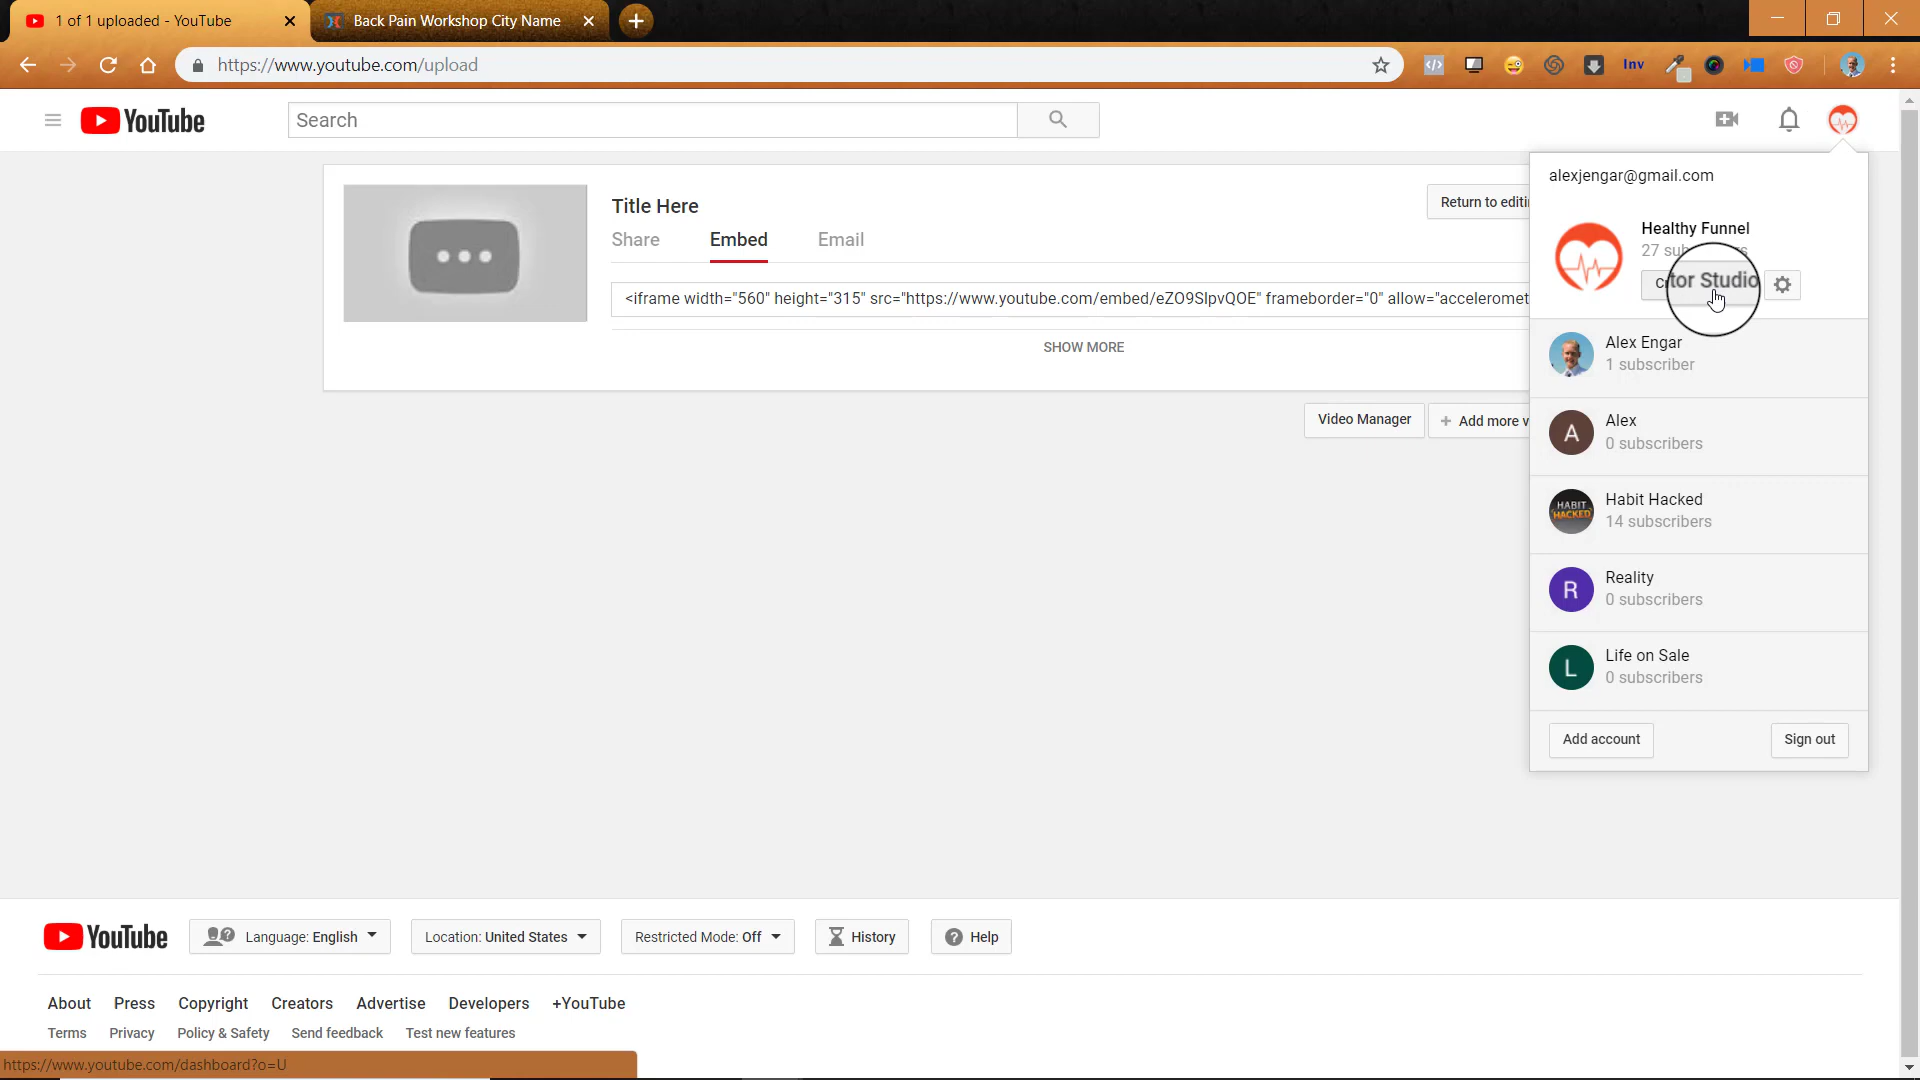 1 of 1 uploaded - YouTube
Back Pain Workshop City Name
https://www.youtube.com/upload
Inv
YouTube
Search
alexjengar@gmail.com
Healthy Funnel
27
tor Studio
Title Here
Return to
Share
Embed
Email
<iframe width="560" height="315" src="https://www.youtube.com/embed/eZO9SIpvQOE" frameborder="0" allow="acceleromet
SHOW MORE
Video Manager
+ Add more
Alex Engar
1 subscriber
A
Alex
0 subscribers
HABIT
HACKED
Habit Hacked
14 subscribers
R
Reality
0 subscribers
L
Life on Sale
0 subscribers
Add account
Sign out
YouTube
Language: English
Location: United States
Restricted Mode: Off
History
Help
About
Press
Copyright
Creators
Advertise
Developers
+YouTube
Terms
Privacy
Policy & Safety
Send feedback
Test new features
https://www.youtube.com/dashboard?o=U